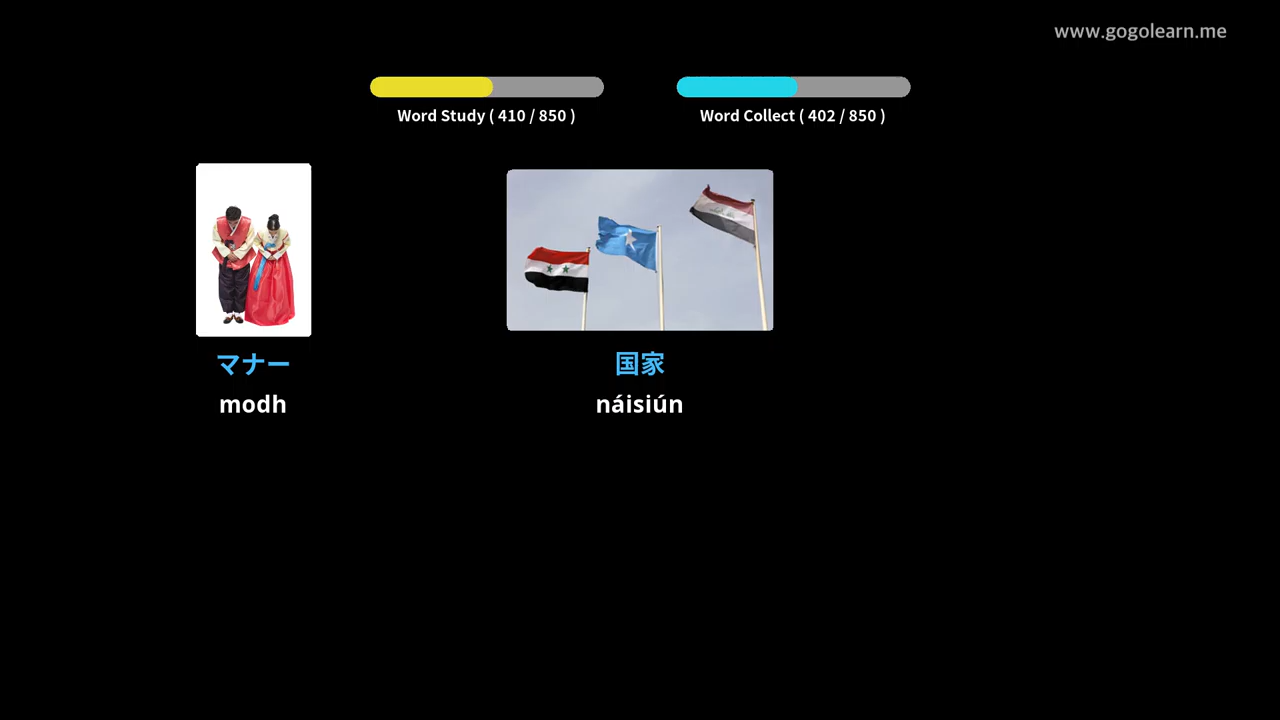 www.gogolearn.me
Word Study ( 410 / 850 )
Word Collect ( 402 / 850 )
マナー
modh
国家
náisiún